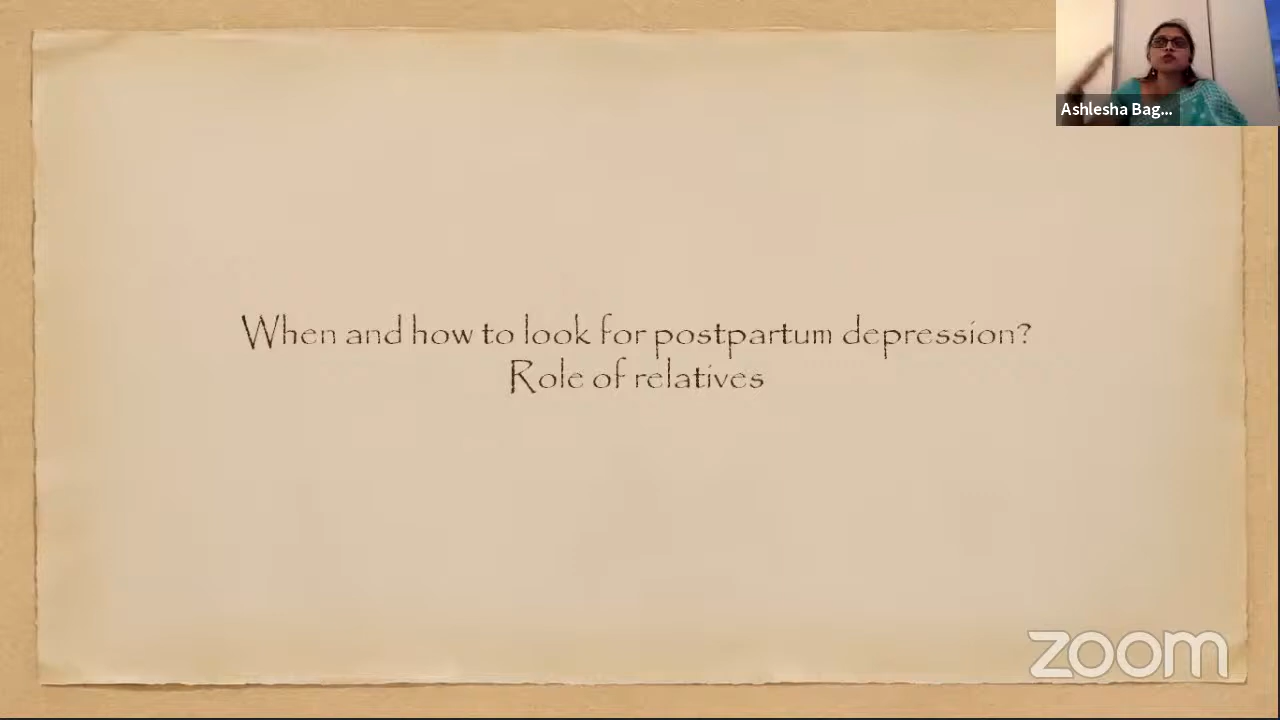 Ashlesha Bag...
When and how to look for postpartum depression?
Role of relatives
zoom